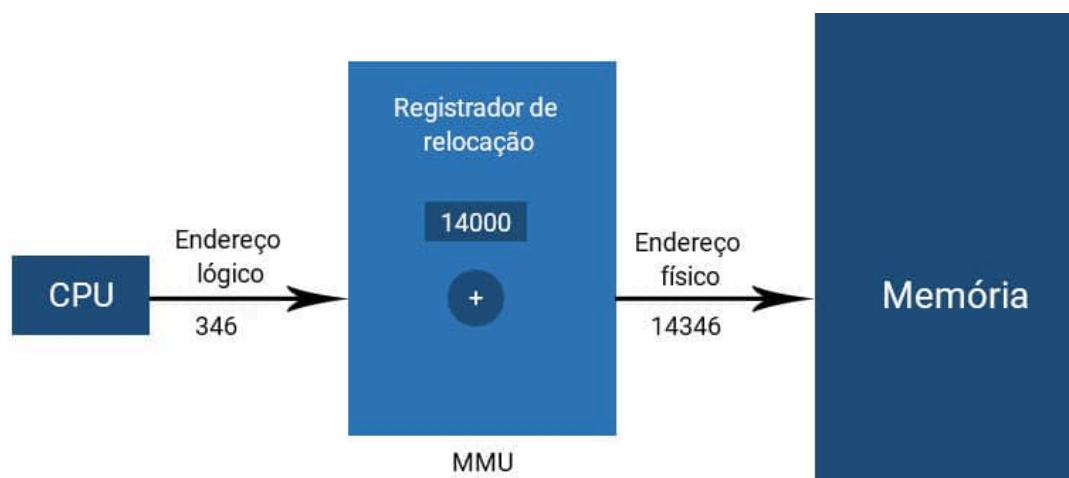 Registrador de
relocação
14000
Endereço
lógico
CPU
346
+
Endereço
físico
14346
Memória
MMU